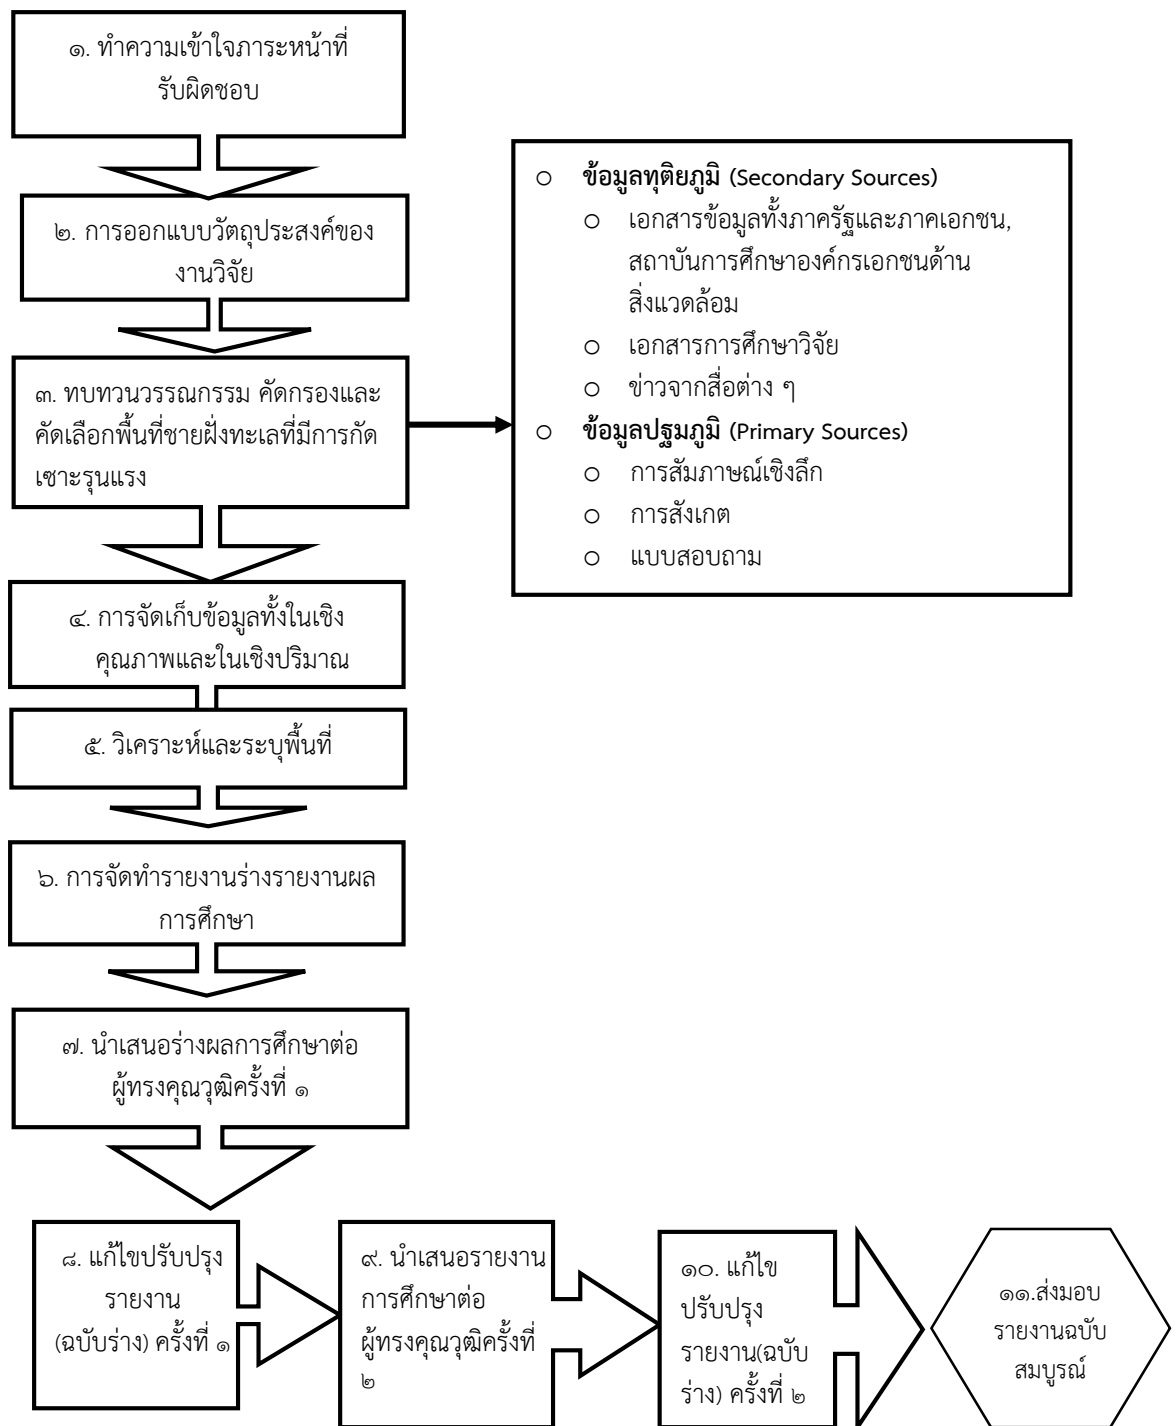 ๑. ทำความเข้าใจภาระหน้าที่
รับผิดชอบ
๒. การออกแบบวัตถุประสงค์ของ
งานวิจัย
๓. ทบทวนวรรณกรรม คัดกรองและ
คัดเลือกพื้นที่ชายฝั่งทะเลที่มีการกัด
เซาะรุนแรง
o ข้อมูลทุติยภูมิ (Secondary Sources)
o เอกสารข้อมูลทั้งภาครัฐและภาคเอกชน,
สถาบันการศึกษาองค์กรเอกชนด้าน
สิ่งแวดล้อม
o เอกสารการศึกษาวิจัย
o ข่าวจากสื่อต่าง ๆ
o ข้อมูลปฐมภูมิ (Primary Sources)
o การสัมภาษณ์เชิงลึก
o การสังเกต
o แบบสอบถาม
๔. การจัดเก็บข้อมูลทั้งในเชิง
คุณภาพและในเชิงปริมาณ
๕. วิเคราะห์และระบุพื้นที่
๖. การจัดทำรายงานร่างรายงานผล
การศึกษา
๗. นำเสนอร่างผลการศึกษาต่อ
ผู้ทรงคุณวุฒิครั้งที่ ๑
๘. แก้ไขปรับปรุง
รายงาน
(ฉบับร่าง) ครั้งที่ ๑
๙. นำเสนอรายงาน
การศึกษาต่อ
ผู้ทรงคุณวุฒิครั้งที่
๒
๑๐. แก้ไข
ปรับปรุง
รายงาน(ฉบับ
ร่าง) ครั้งที่ ๒
๑๑.ส่งมอบ
รายงานฉบับ
สมบูรณ์